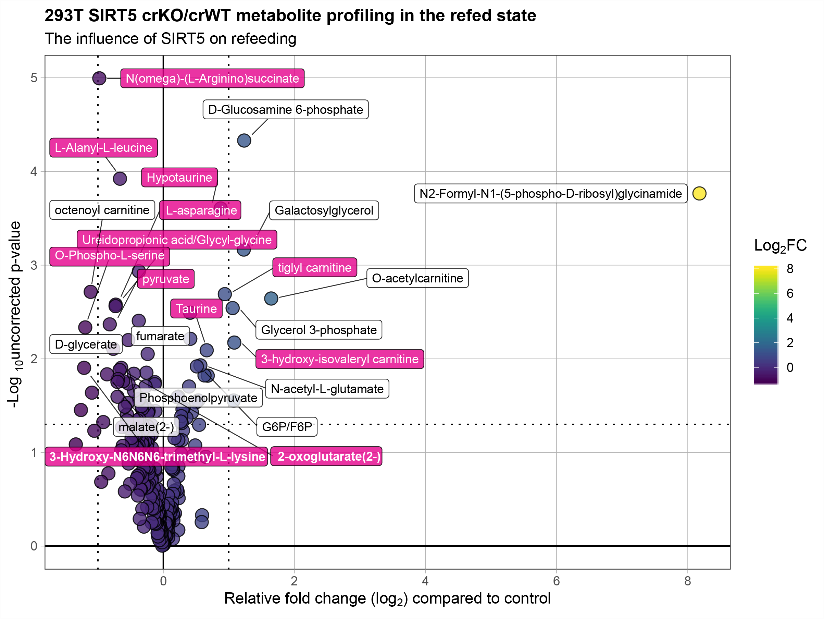 293T SIRT5 crKO/crWT metabolite profiling in the refed state
The influence of SIRT5 on refeeding
5
N(omega)-(L-Arginino)succinate
D-Glucosamine 6-phosphate
L-Alanyl-L-leucine
4
Hypotaurine
N2-Formyl-N1-(5-phospho-D-ribosyl)glycinamide
octenoyl carnitine
L-asparagine
Galactosylglycerol
Ureidopropionic acid/Glycyl-glycine
O-Phospho-L-serine
3
tiglyl carnitine
pyruvate
O-acetylcarnitine
Taurine
Glycerol 3-phosphate
fumarate
D-glycerate
2
3-hydroxy-isovaleryl carnitine
N-acetyl-L-glutamate
Phosphoenolpyruvate
malate(2-)
G6P/F6P
1
3-Hydroxy-N6N6N6-trimethyl-L-lysine
2-oxoglutarate(2-)
0
-Log 10uncorrected p-value
0 2 4 6 8
Relative fold change (log2) compared to control
Log2FC
8
6
4
2
0